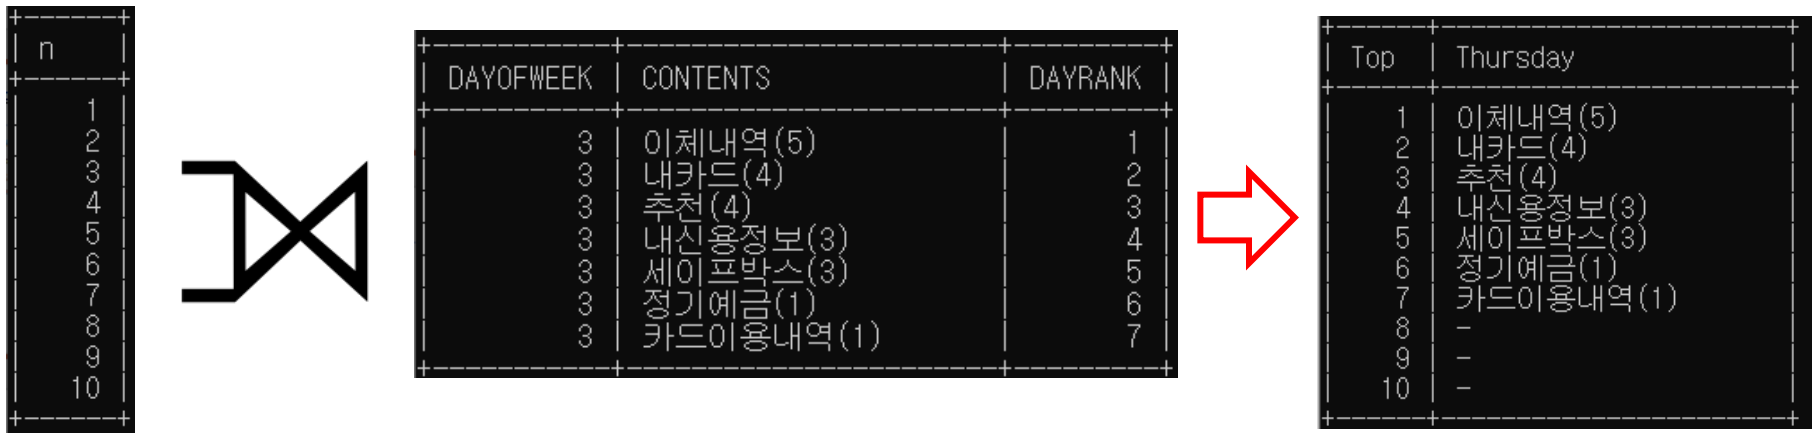 n
1
2
3
4
5
6
7
8
9
10
DAYOFWEEK CONTENTS DAYRANK
3 이체내역(5) 1
3 내카드(4) 2
3 추천(4) 3
3 내신용정보(3) 4
3 세이프박스(3) 5
3 정기예금(1) 6
3 카드이용내역(1) 7
Top Thursday
1 이체내역(5)
2 내카드(4)
3 추천(4)
4 내신용정보(3)
5 세이프박스(3)
6 정기예금(1)
7 카드이용내역(1)
8 -
9 -
10 -